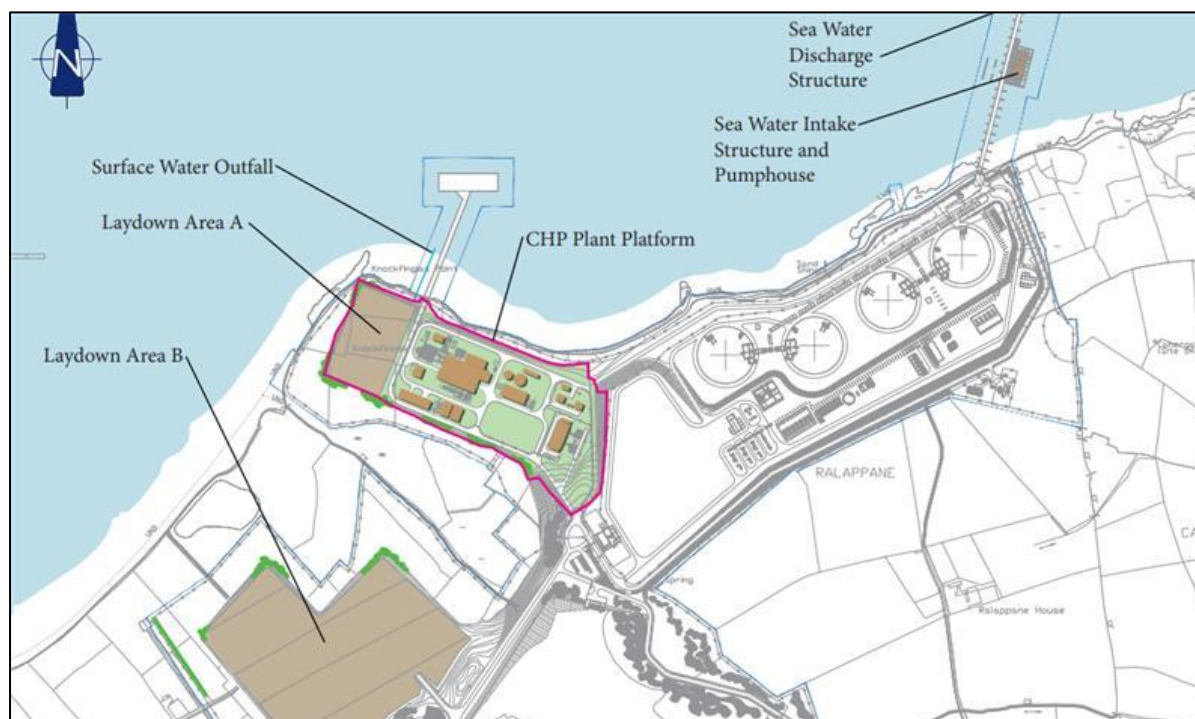 N
Sea Water
Discharge
Structure
Sea Water Intake
Structure and
Pumphouse
Surface Water Outfall
Laydown Area A
CHP Plant Platform
Laydown Area B
RALAPPANE
Spring
Ralappane House